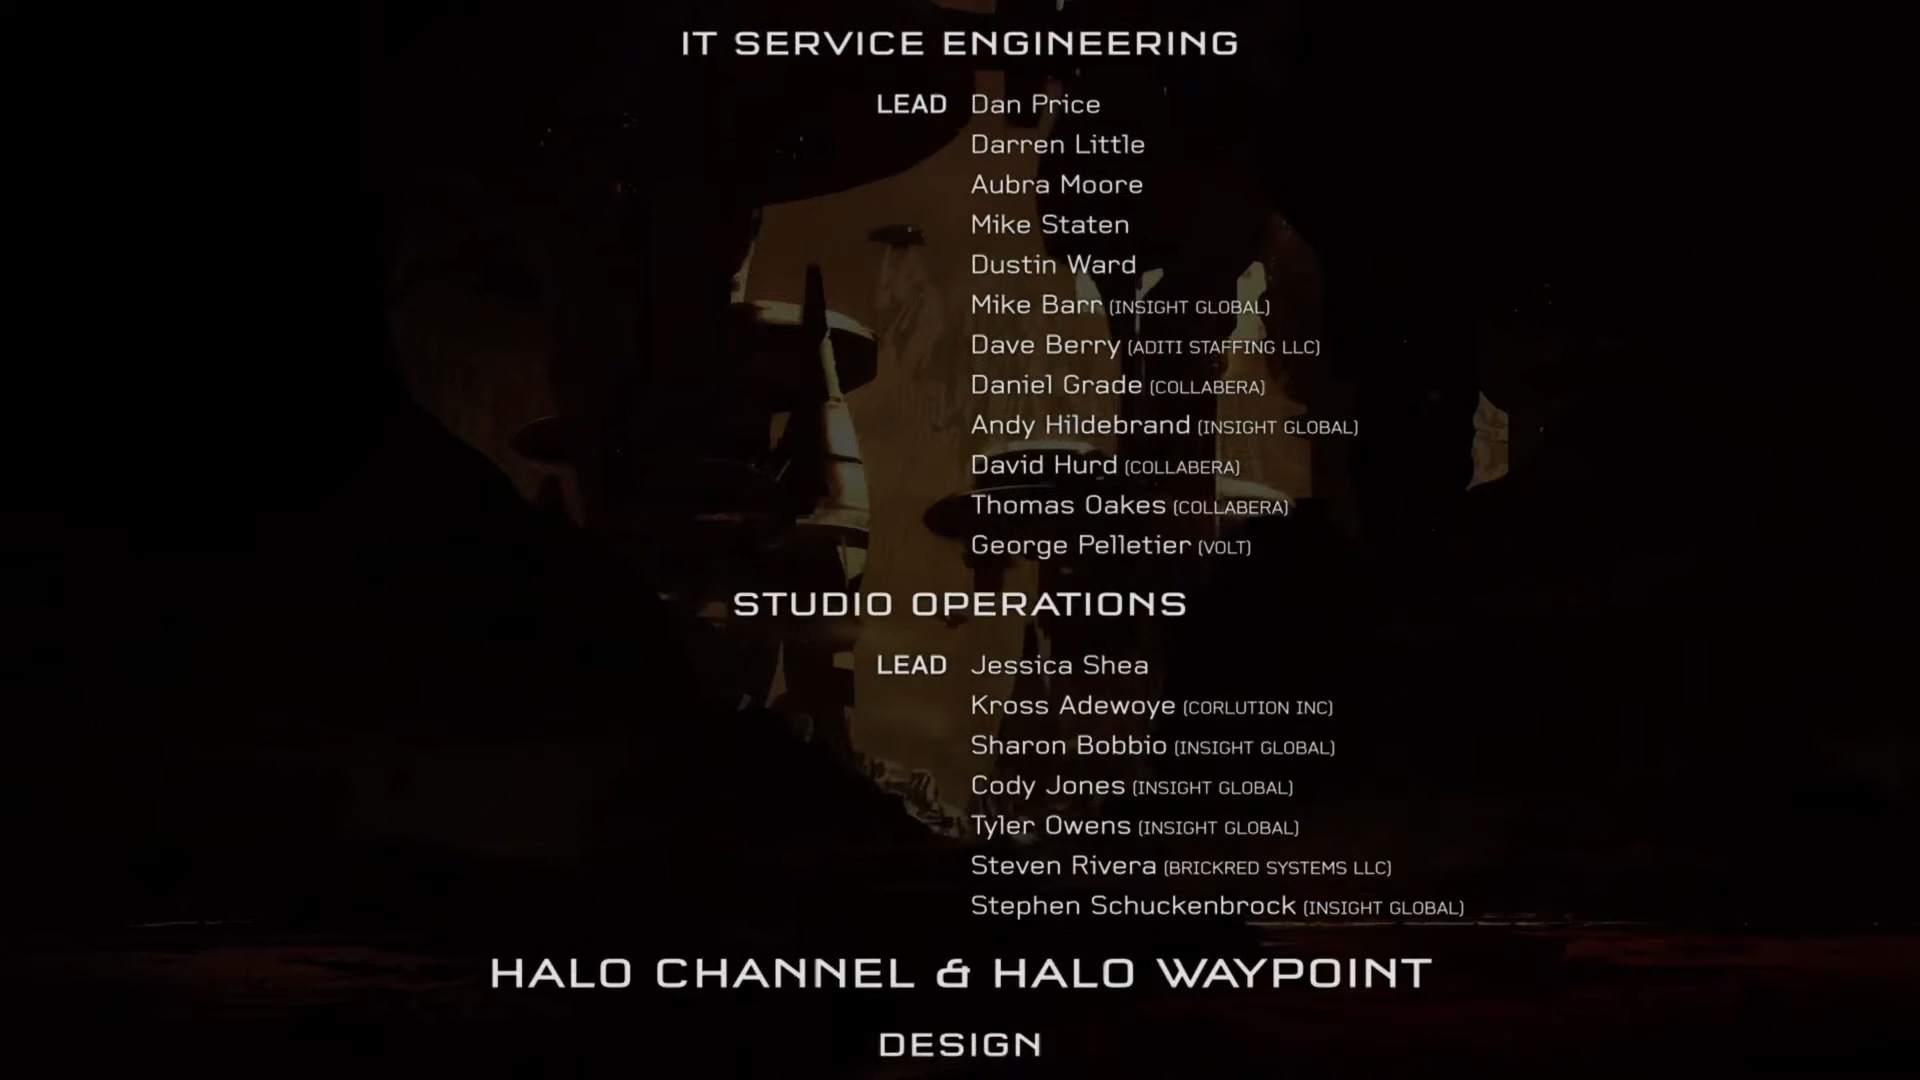 IT SERVICE ENGINEERING
LEAD Dan Price
Darren Little
Aubra Moore
Mike Staten
Dustin Ward
Mike Barr (INSIGHT GLOBAL)
Dave Berry (ADITI STAFFING LLC)
Daniel Grade (COLLABERA)
Andy Hildebrand (INSIGHT GLOBAL)
David Hurd (COLLABERA)
Thomas Oakes (COLLABERA)
George Pelletier (VOLT)
STUDIO OPERATIONS
LEAD Jessica Shea
Kross Adewoye (CORLUTION INC)
Sharon Bobbio (INSIGHT GLOBAL)
Cody Jones (INSIGHT GLOBAL)
Tyler Owens (INSIGHT GLOBAL)
Steven Rivera (BRICKRED SYSTEMS LLC)
Stephen Schuckenbrock (INSIGHT GLOBAL)
HALO CHANNEL & HALO WAYPOINT
DESIGN